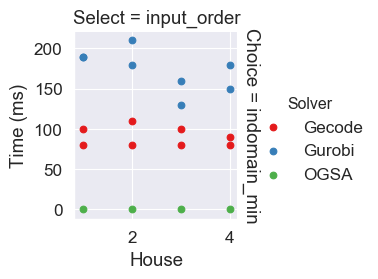 Select = input_order
Time (ms)
200
150
100
50
0
2
4
House
Choice = indomain_min
Solver
Gecode
Gurobi
OGSA